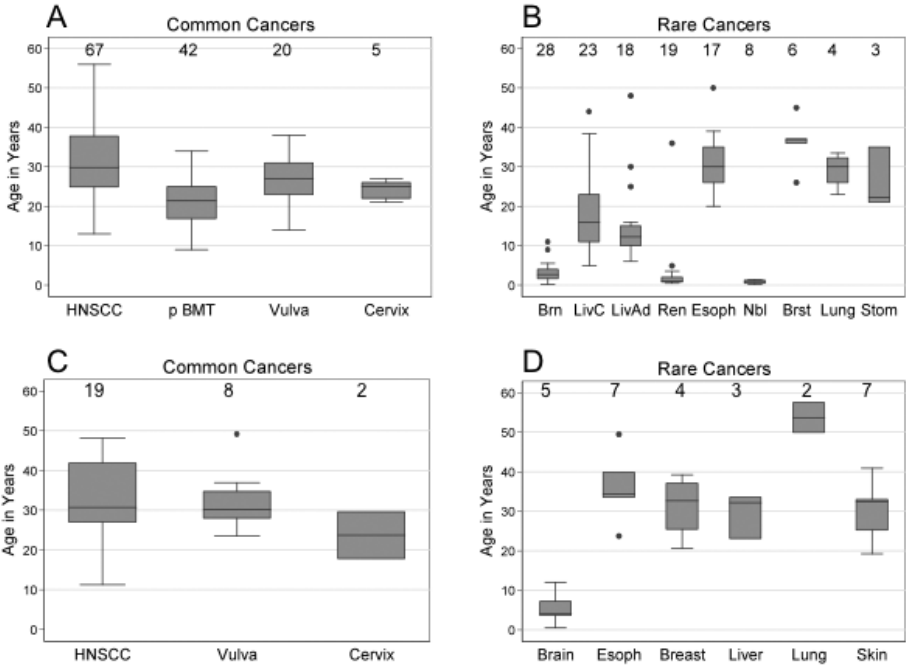 A
Common Cancers
67 42 20 5
60
50
40
30
20
10
0
Age in Years
HNSCC p BMT Vulva Cervix
B
Rare Cancers
28 23 18 19 17 8 6 4 3
60
50
40
30
20
10
0
Age in Years
Brn LivC LivAd Ren Esoph Nbl Brst Lung Stom
C
Common Cancers
19 8 2
60
50
40
30
20
10
0
Age in Years
HNSCC Vulva Cervix
D
Rare Cancers
5 7 4 3 2 7
60
50
40
30
20
10
0
Age in Years
Brain Esoph Breast Liver Lung Skin